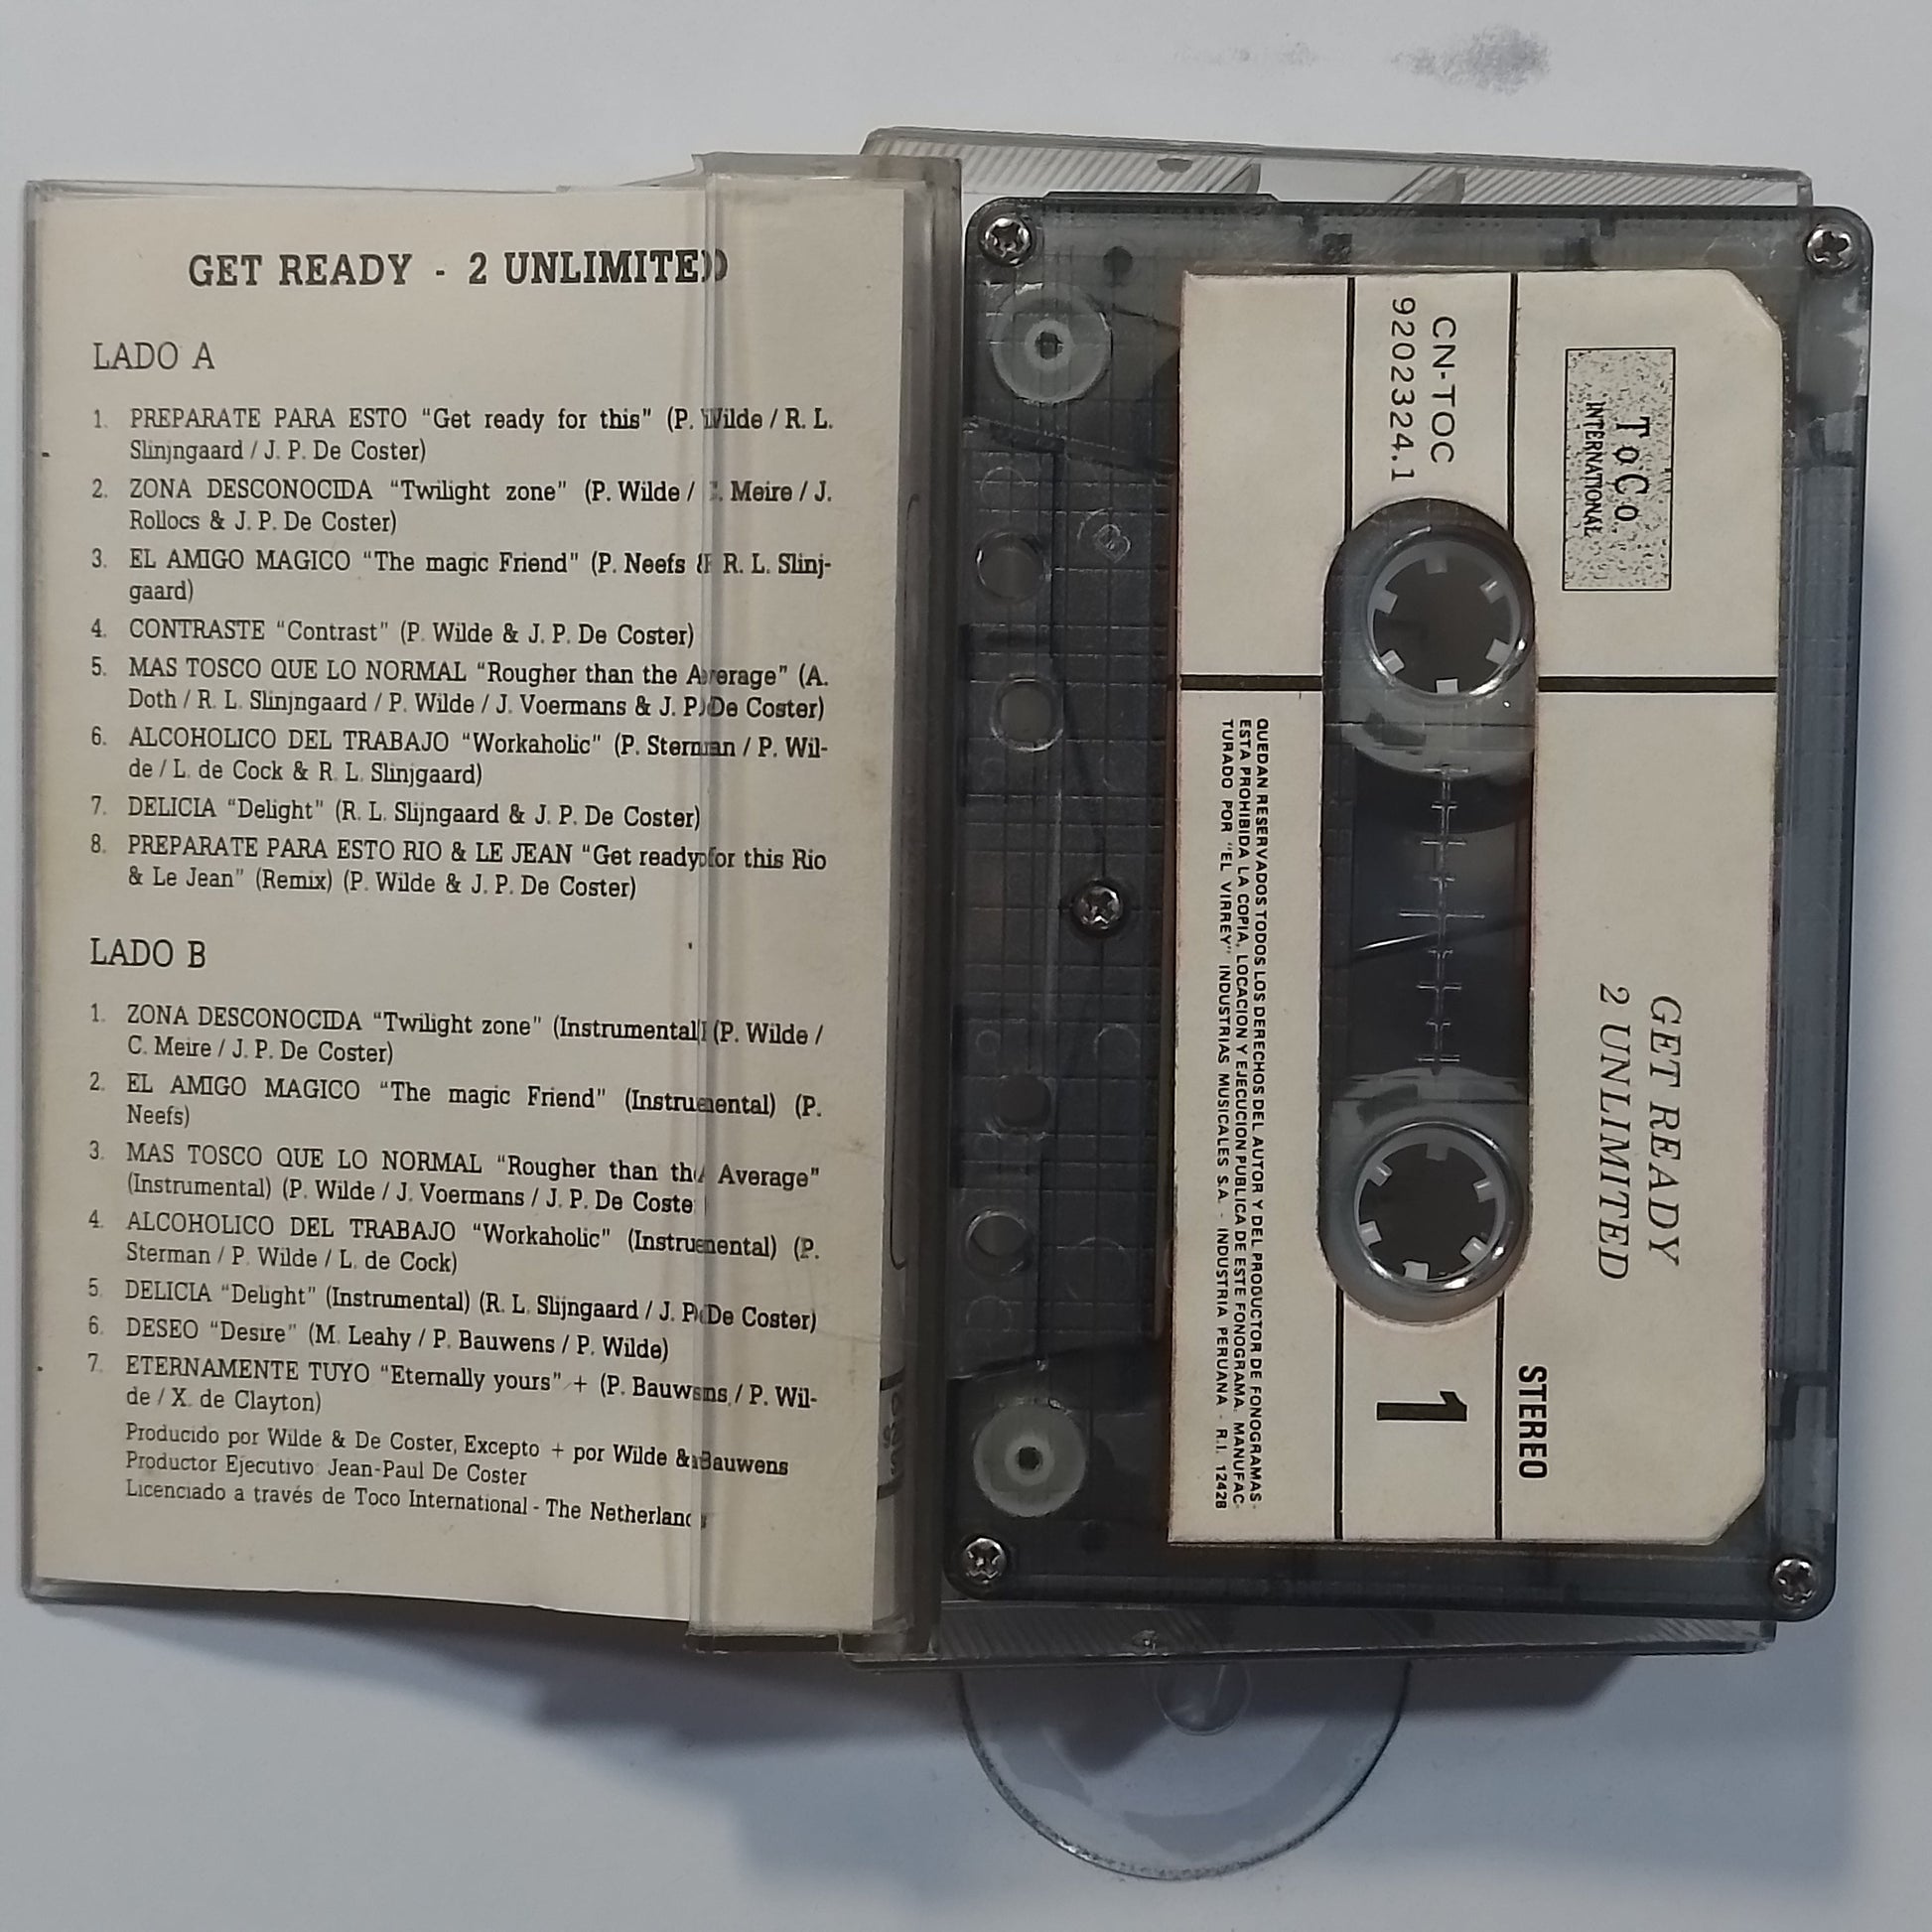 GET READY - 2 UNLIMITED
LADO A
1. PREPARATE PARA ESTO “Get ready for this” (P. Wilde / R. L.
Slinjngaard / J. P. De Coster)
2. ZONA DESCONOCIDA “Twilight zone” (P. Wilde / C. Meire / J.
Rollocs & J. P. De Coster)
3. EL AMIGO MAGICO “The magic Friend” (P. Neefs & R. L. Slinj-
gaard)
4. CONTRASTE “Contrast” (P. Wilde & J. P. De Coster)
5. MAS TOSCO QUE LO NORMAL “Rougher than the Average” (A.
Doth / R. L. Slinjngaard / P. Wilde / J. Voermans & J. P. De Coster)
6. ALCOHOLICO DEL TRABAJO “Workaholic” (P. Sterman / P. Wil-
de / L. de Cock & R. L. Slinjgaard)
7. DELICIA “Delight” (R. L. Slijngaard & J. P. De Coster)
8. PREPARATE PARA ESTO RIO & LE JEAN “Get ready for this Rio
& Le Jean” (Remix) (P. Wilde & J. P. De Coster)
LADO B
1. ZONA DESCONOCIDA “Twilight zone” (Instrumental) (P. Wilde /
C. Meire / J. P. De Coster)
2. EL AMIGO MAGICO “The magic Friend” (Instrumental) (P.
Neefs)
3. MAS TOSCO QUE LO NORMAL “Rougher than the Average”
(Instrumental) (P. Wilde / J. Voermans / J. P. De Coster)
4. ALCOHOLICO DEL TRABAJO “Workaholic” (Instrumental) (P.
Sterman / P. Wilde / L. de Cock)
5. DELICIA “Delight” (Instrumental) (R. L. Slijngaard / J. P. De Coster)
6. DESEO “Desire” (M. Leahy / P. Bauwens / P. Wilde)
7. ETERNAMENTE TUYO “Eternally yours” + (P. Bauwens / P. Wil-
de / X. de Clayton)
Producido por Wilde & De Coster, Excepto + por Wilde & Bauwens
Productor Ejecutivo: Jean-Paul De Coster
Licenciado a través de Toco International - The Netherlands
ToCo
INTERNATIONAL
GET READY
2 UNLIMITED
CN-TOC
9202324.1
STEREO
1
QUEDAN RESERVADOS TODOS LOS DERECHOS DEL AUTOR Y DEL PRODUCTOR DE FONOGRAMAS -
ESTA PROHIBIDA LA COPIA, LOCACION Y EJECUCION PUBLICA DE ESTE FONOGRAMA. MANUFAC-
TURADO POR "EL VIRREY" INDUSTRIAS MUSICALES S.A. - INDUSTRIA PERUANA - R.I. 12428